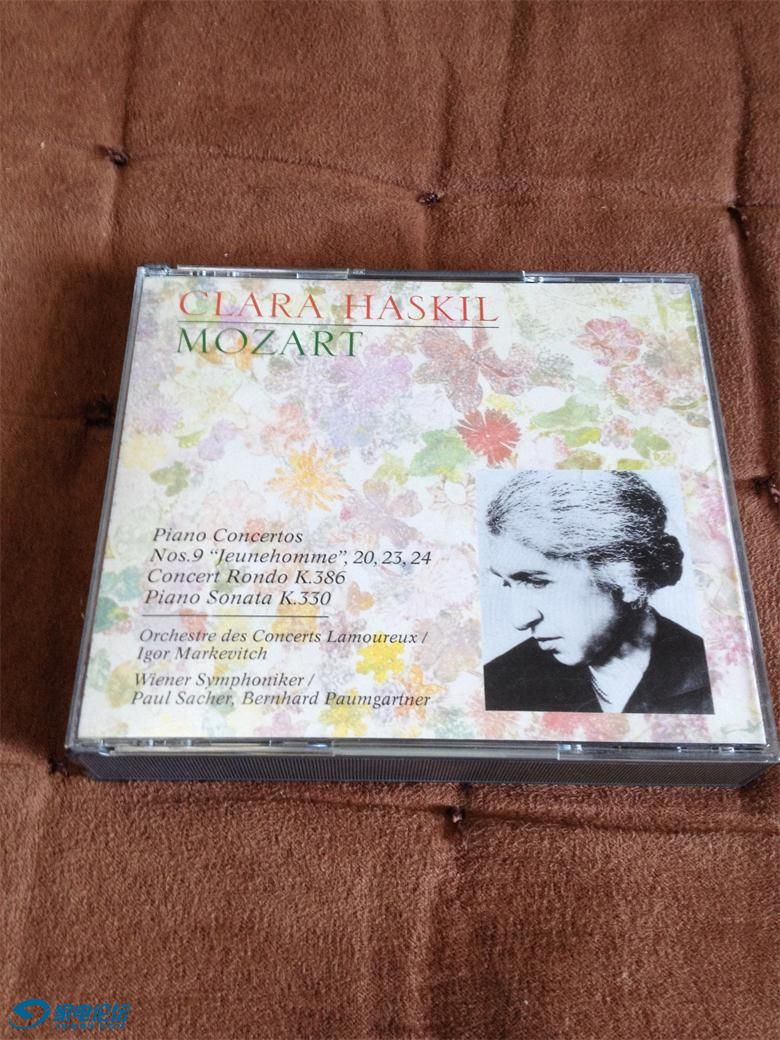 CLARA HASKIL
MOZART
Piano Concertos
Nos.9 “Jeunehomme”, 20, 23, 24
Concert Rondo K.386
Piano Sonata K.330
Orchestre des Concerts Lamoureux /
Igor Markevitch
Wiener Symphoniker /
Paul Sacher, Bernhard Paumgartner